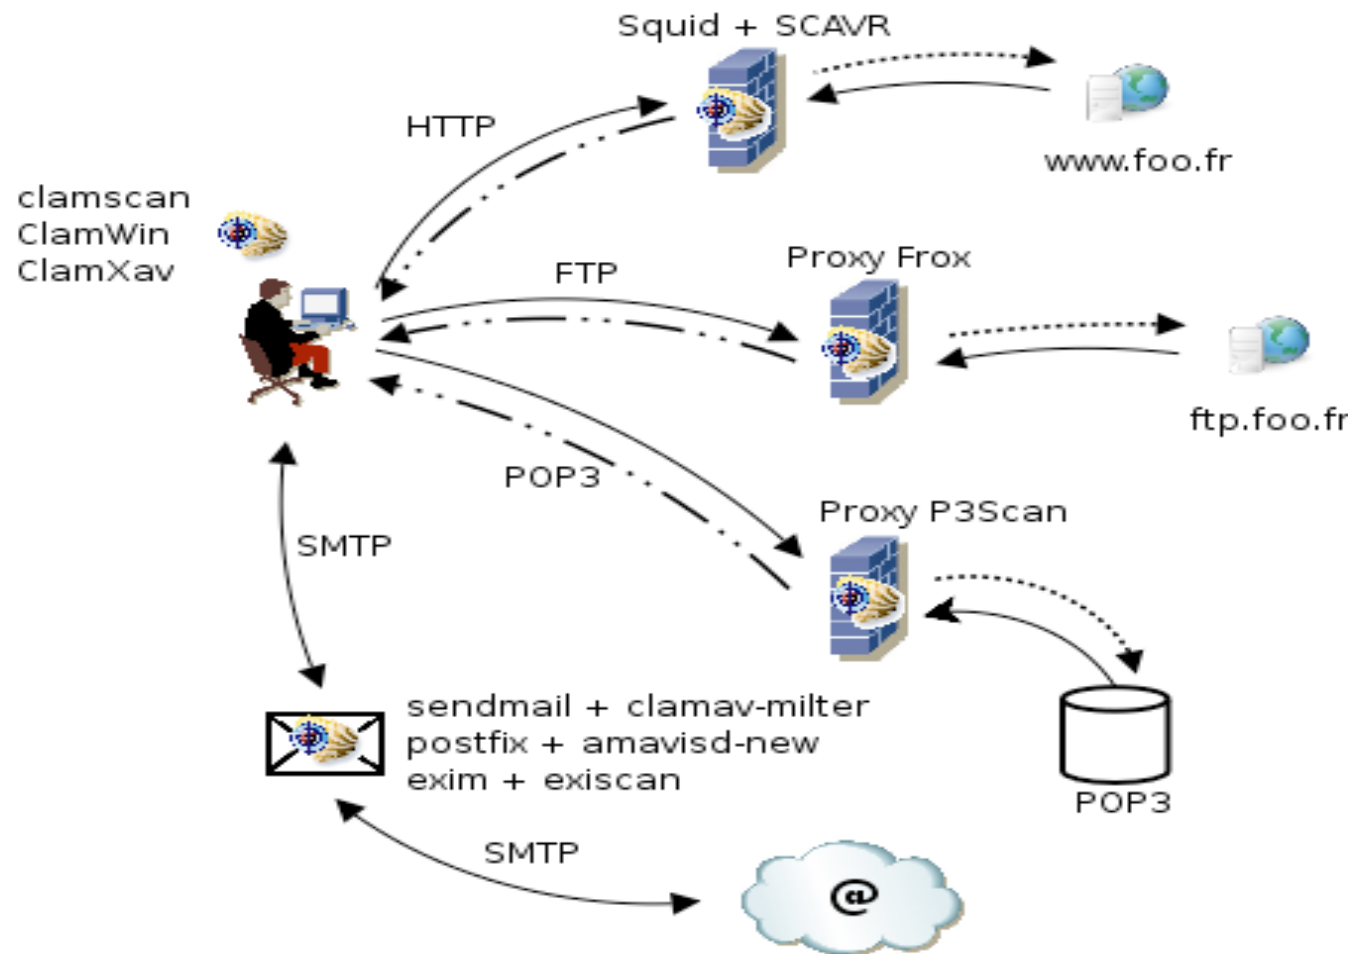 Squid + SCAVR
HTTP
www.foo.fr
clamscan
ClamWin
ClamXav
Proxy Frox
FTP
ftp.foo.fr
POP3
Proxy P3Scan
SMTP
sendmail + clamav-milter
postfix + amavisd-new
exim + exiscan
POP3
SMTP
@